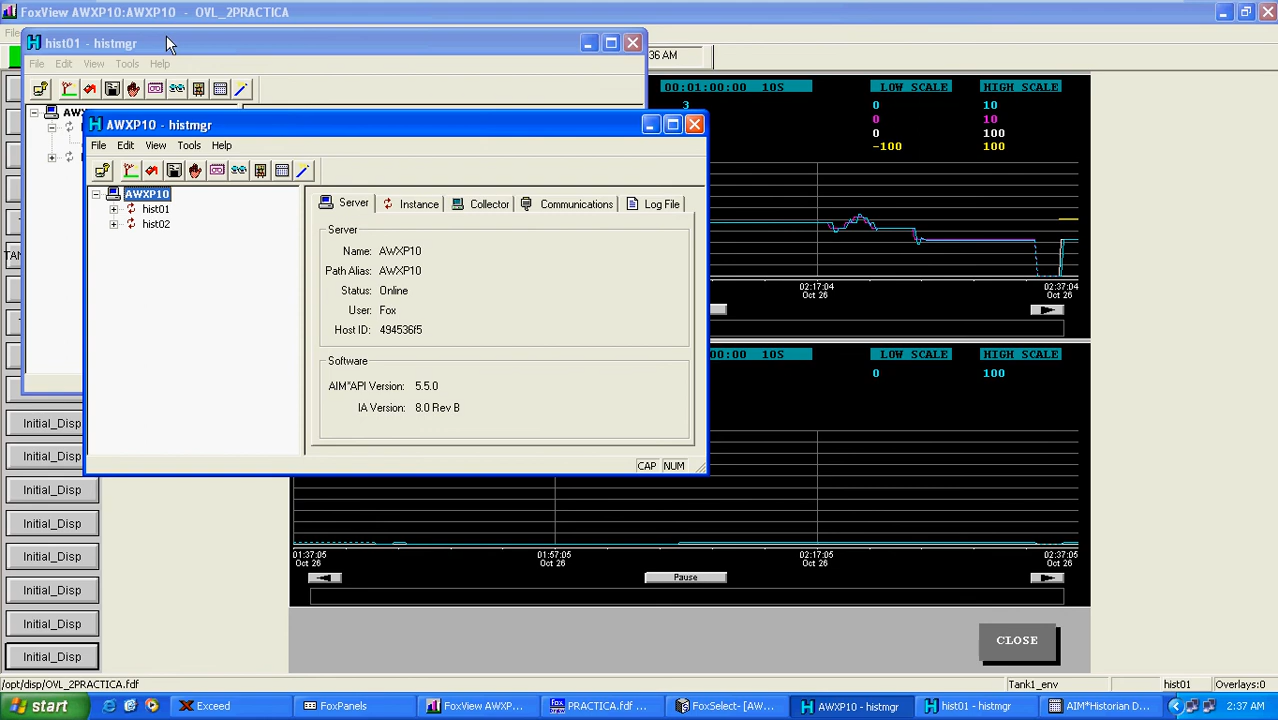 FoxView AWXP10:AWXP10 - OVL_2PRACTICA
hist01 - histmgr
File Edit View Tools Help
36 AM
00:01:00:00 10S LOW SCALE HIGH SCALE
3 0 10
0 10
0 100
-100 100
AWXP10 - histmgr
File Edit View Tools Help
AWXP10
hist01
hist02
Server Instance Collector Communications Log File
Server
Name: AWXP10
Path Alias: AWXP10
Status: Online
User: Fox
Host ID: 494536f5
Software
AIM*API Version: 5.5.0
IA Version: 8.0 Rev B
CAP NUM
02:17:04 02:37:04
Oct 26 Oct 26
00:00 10S LOW SCALE HIGH SCALE
0 100
01:37:05 01:57:05 02:17:05 02:37:05
Oct 26 Oct 26 Oct 26 Oct 26
Pause
CLOSE
Initial_Disp
Initial_Disp
Initial_Disp
Initial_Disp
Initial_Disp
Initial_Disp
Initial_Disp
Initial_Disp
/opt/disp/OVL_2PRACTICA.fdf Tank1_env hist01 Overlays:0
start Exceed FoxPanels FoxView AWXP10:... PRACTICA.fdf ... FoxSelect- [AW... AWXP10 - histmgr hist01 - histmgr AIM*Historian D... 2:37 AM